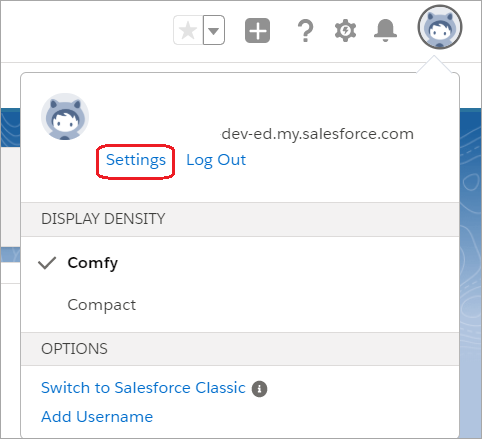 dev-ed.my.salesforce.com
Settings Log Out
DISPLAY DENSITY
Comfy
Compact
OPTIONS
Switch to Salesforce Classic
Add Username